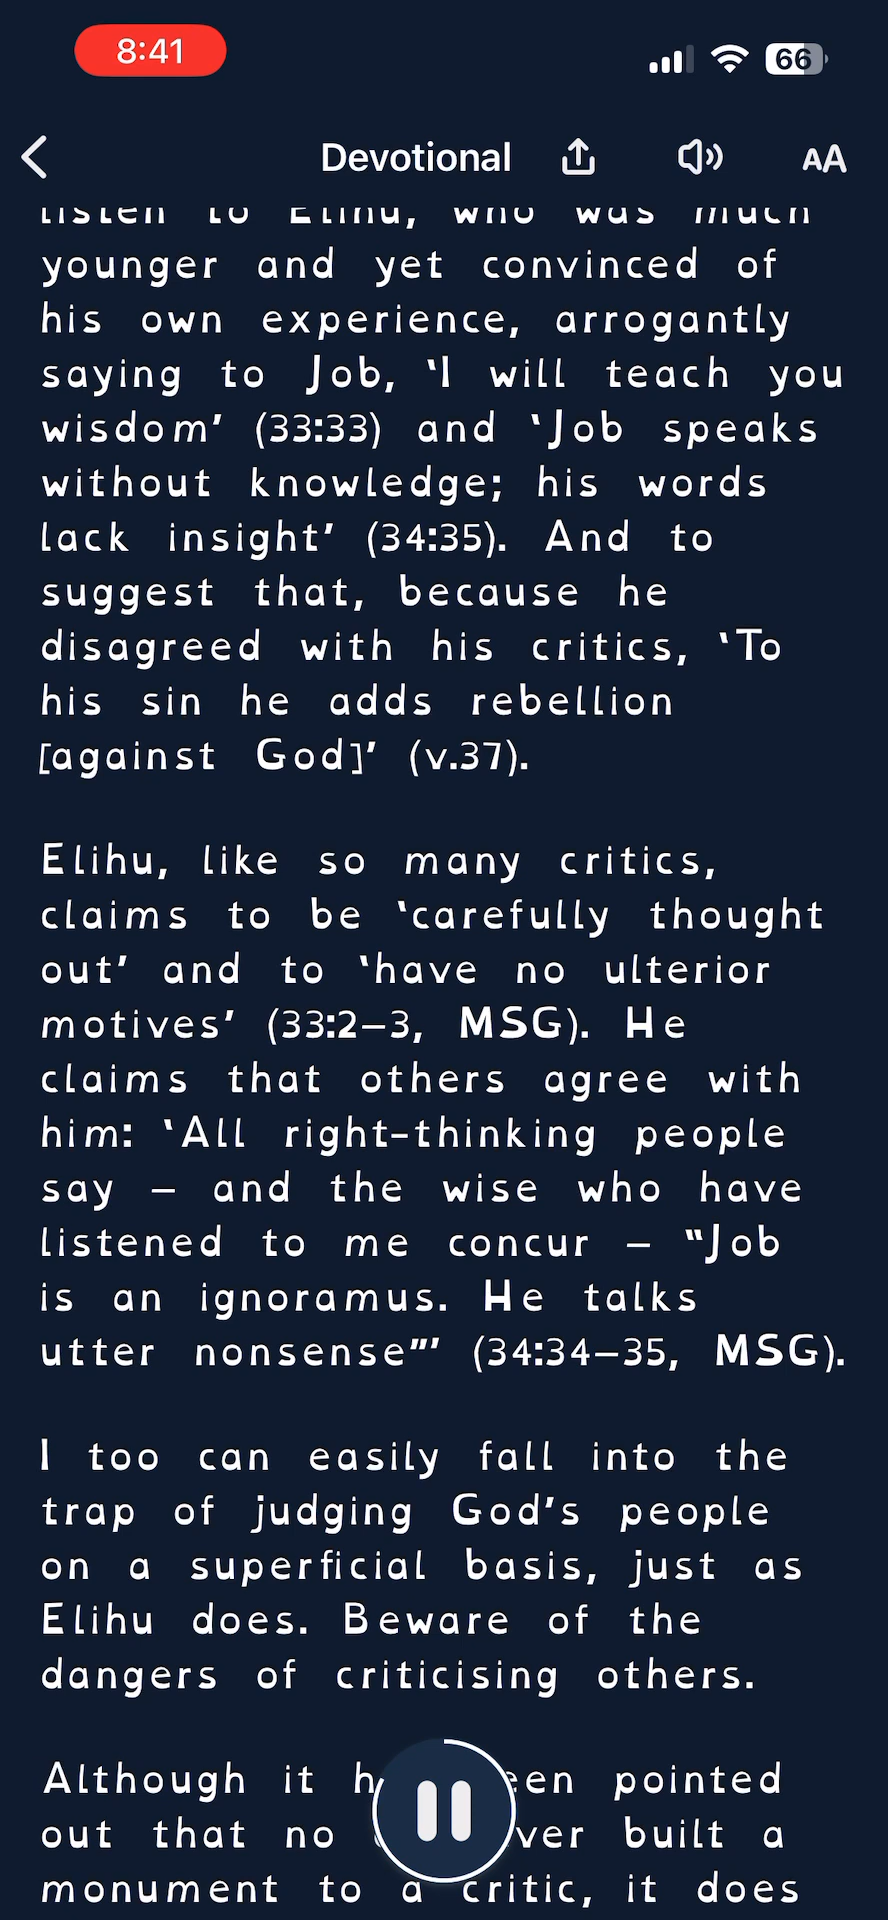 8:41
66
Devotional
AA
listen to Elihu, who was much
younger and yet convinced of
his own experience, arrogantly
saying to Job, ‘I will teach you
wisdom’ (33:33) and ‘Job speaks
without knowledge; his words
lack insight’ (34:35). And to
suggest that, because he
disagreed with his critics, ‘To
his sin he adds rebellion
[against God]’ (v.37).
Elihu, like so many critics,
claims to be ‘carefully thought
out’ and to ‘have no ulterior
motives’ (33:2–3, MSG). He
claims that others agree with
him: ‘All right-thinking people
say – and the wise who have
listened to me concur – “Job
is an ignoramus. He talks
utter nonsense”’ (34:34–35, MSG).
I too can easily fall into the
trap of judging God’s people
on a superficial basis, just as
Elihu does. Beware of the
dangers of criticising others.
Although it pointed
out that no built a
monument to a critic, it does